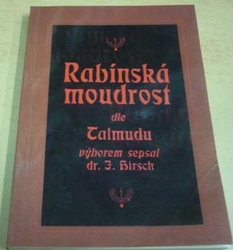 Rabínská
moudrost
dle
Talmudu
výborem sepsal
dr. J. Hirsch